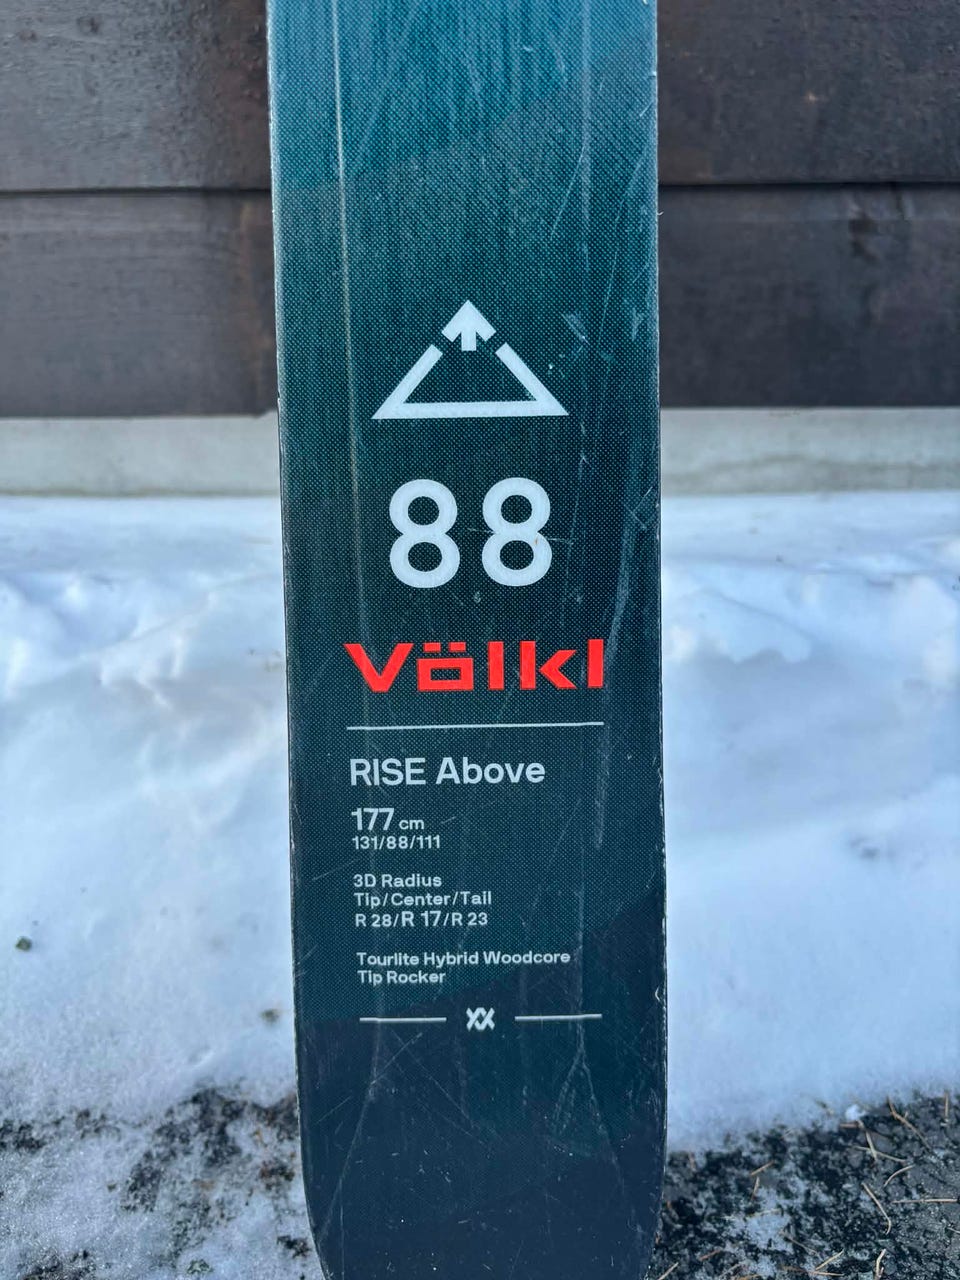 88
Völkl
RISE Above
177 cm
131/88/111
3D Radius
Tip/Center/Tail
R 28/R 17/R 23
Tourlite Hybrid Woodcore
Tip Rocker